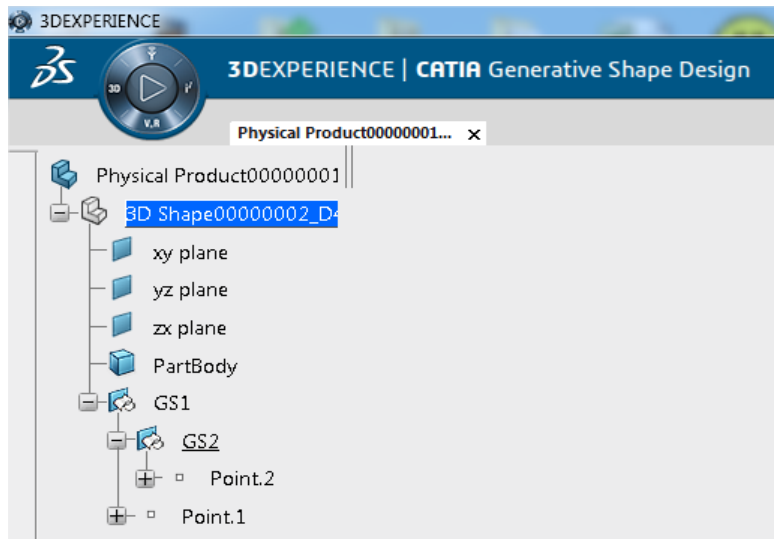 3DEXPERIENCE
3DEXPERIENCE | CATIA Generative Shape Design
3D
V,R
Physical Product00000001... x
Physical Product00000001
3D Shape00000002_D4
xy plane
yz plane
zx plane
PartBody
GS1
GS2
Point.2
Point.1